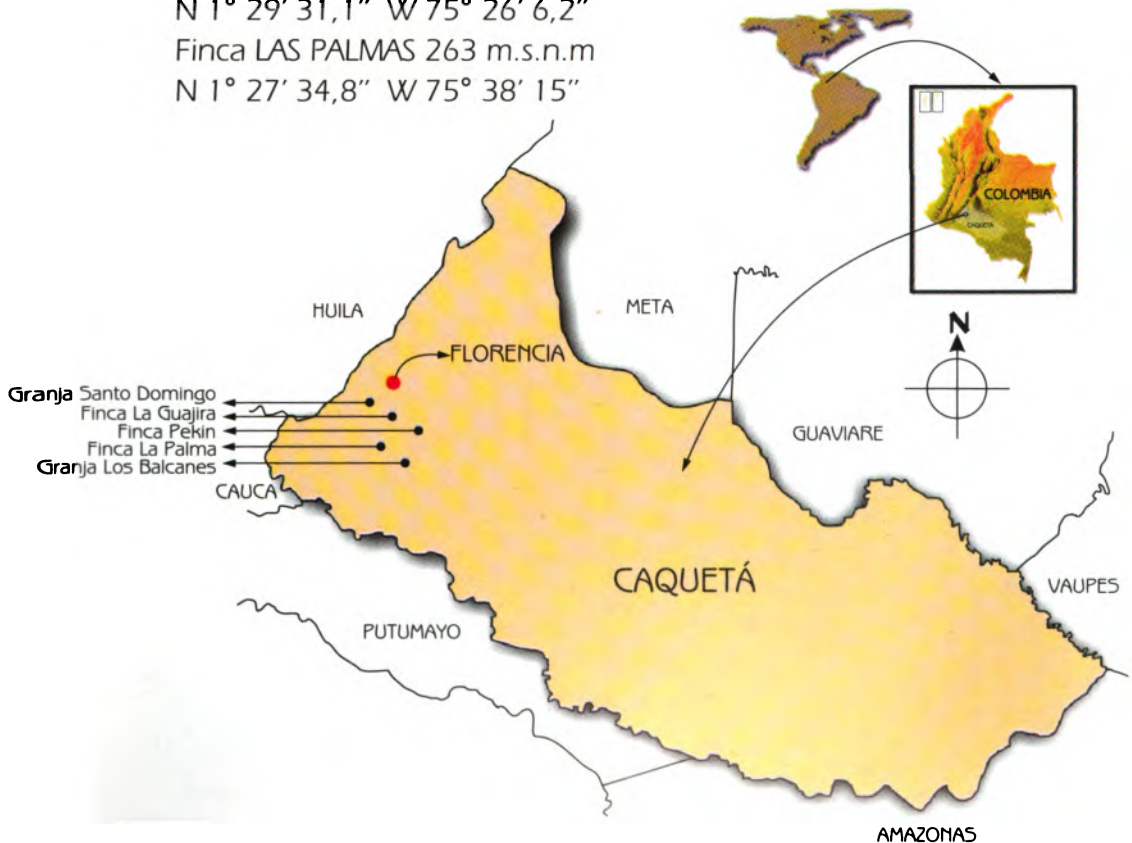 N 1° 29' 31,1" W 75° 26' 6,2"
Finca LAS PALMAS 263 m.s.n.m
N 1° 27' 34,8" W 75° 38' 15"
COLOMBIA
CAQUETA
N
HUILA
META
FLORENCIA
Granja Santo Domingo
Finca La Guajira
Finca Pekin
Finca La Palma
Granja Los Balcanes
GUAVIARE
CAUCA
CAQUETÁ
VAUPES
PUTUMAYO
AMAZONAS